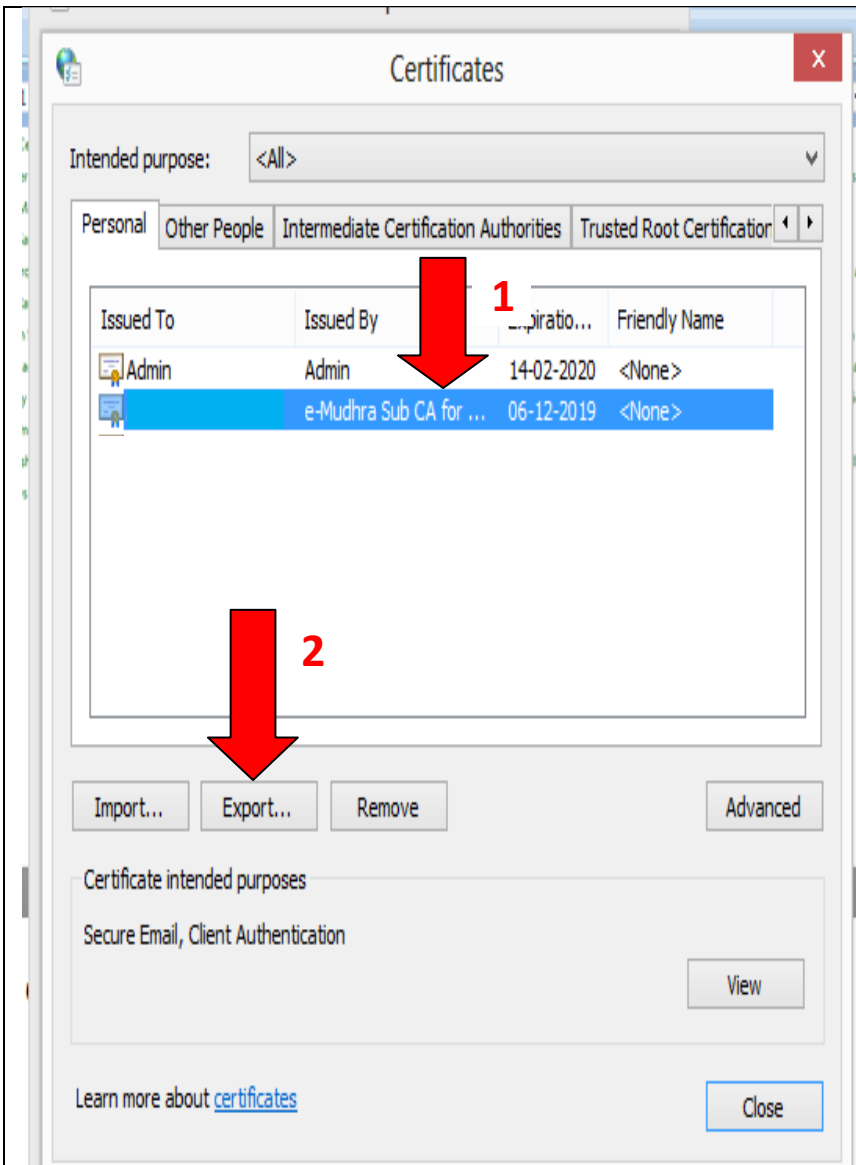 Certificates
x
Intended purpose: <All>
Personal Other People Intermediate Certification Authorities Trusted Root Certification
1
Issued To Issued By Friendly Name
Admin Admin 14-02-2020 <None>
e-Mudhra Sub CA for ... 06-12-2019 <None>
2
Import... Export... Remove Advanced
Certificate intended purposes
Secure Email, Client Authentication
View
Learn more about certificates
Close